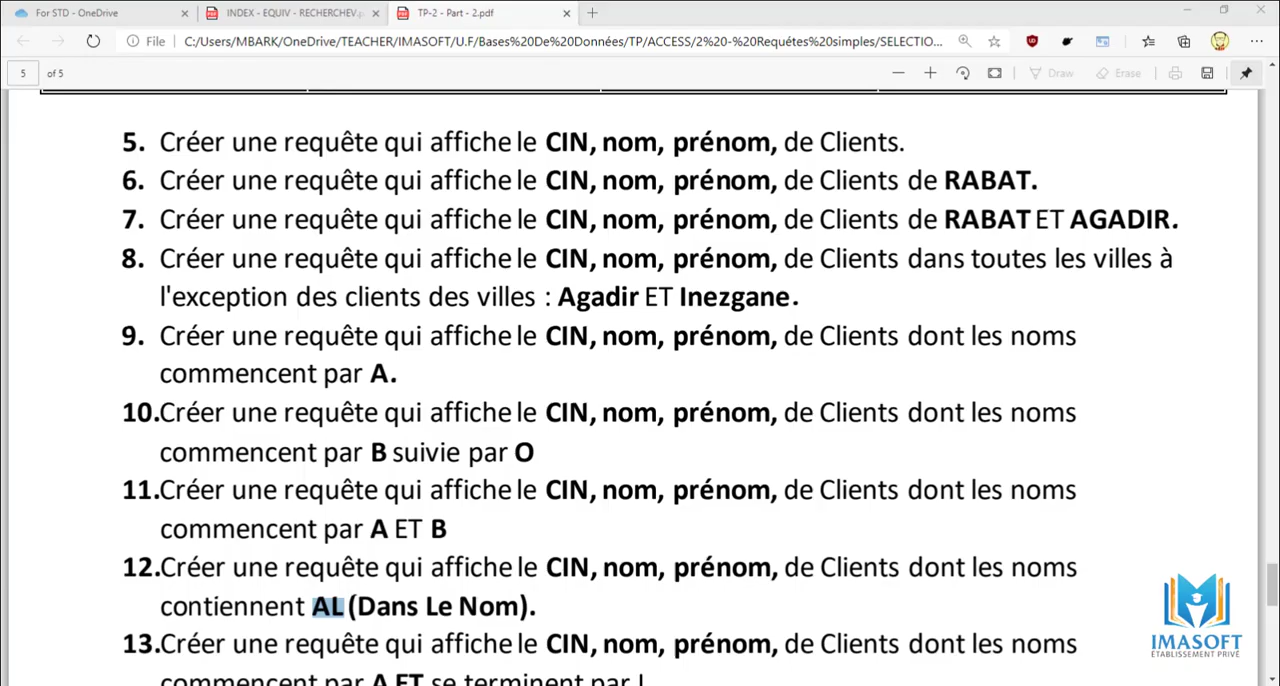 For STD - OneDrive
INDEX - EQUIV - RECHERCHEV.p
TP-2 - Part - 2.pdf
File
C:/Users/MBARK/OneDrive/TEACHER/IMASOFT/U.F/Bases%20De%20Données/TP/ACCESS/2%20-%20Requétes%20simples/SELECTIO...
5 of 5
Draw
Erase
5. Créer une requête qui affiche le CIN, nom, prénom, de Clients.
6. Créer une requête qui affiche le CIN, nom, prénom, de Clients de RABAT.
7. Créer une requête qui affiche le CIN, nom, prénom, de Clients de RABAT ET AGADIR.
8. Créer une requête qui affiche le CIN, nom, prénom, de Clients dans toutes les villes à
l'exception des clients des villes : Agadir ET Inezgane.
9. Créer une requête qui affiche le CIN, nom, prénom, de Clients dont les noms
commencent par A.
10.Créer une requête qui affiche le CIN, nom, prénom, de Clients dont les noms
commencent par B suivie par O
11.Créer une requête qui affiche le CIN, nom, prénom, de Clients dont les noms
commencent par A ET B
12.Créer une requête qui affiche le CIN, nom, prénom, de Clients dont les noms
contiennent AL (Dans Le Nom).
13.Créer une requête qui affiche le CIN, nom, prénom, de Clients dont les noms
commencent par A ET se terminent par I
IMASOFT
ÉTABLISSEMENT PRIVÉ